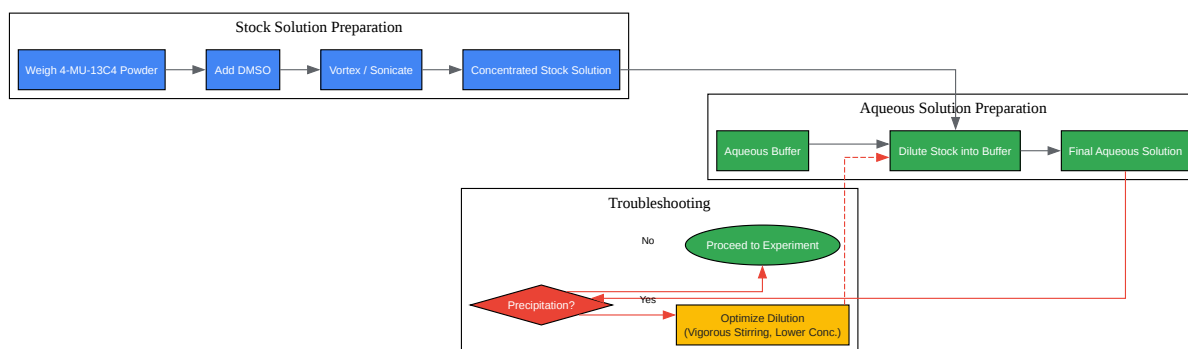 Stock Solution Preparation
Weigh 4-MU-13C4 Powder
Add DMSO
Vortex / Sonicate
Concentrated Stock Solution
Aqueous Solution Preparation
Aqueous Buffer
Dilute Stock into Buffer
Final Aqueous Solution
Troubleshooting
No
Proceed to Experiment
Precipitation?
Yes
Optimize Dilution
(Vigorous Stirring, Lower Conc.)